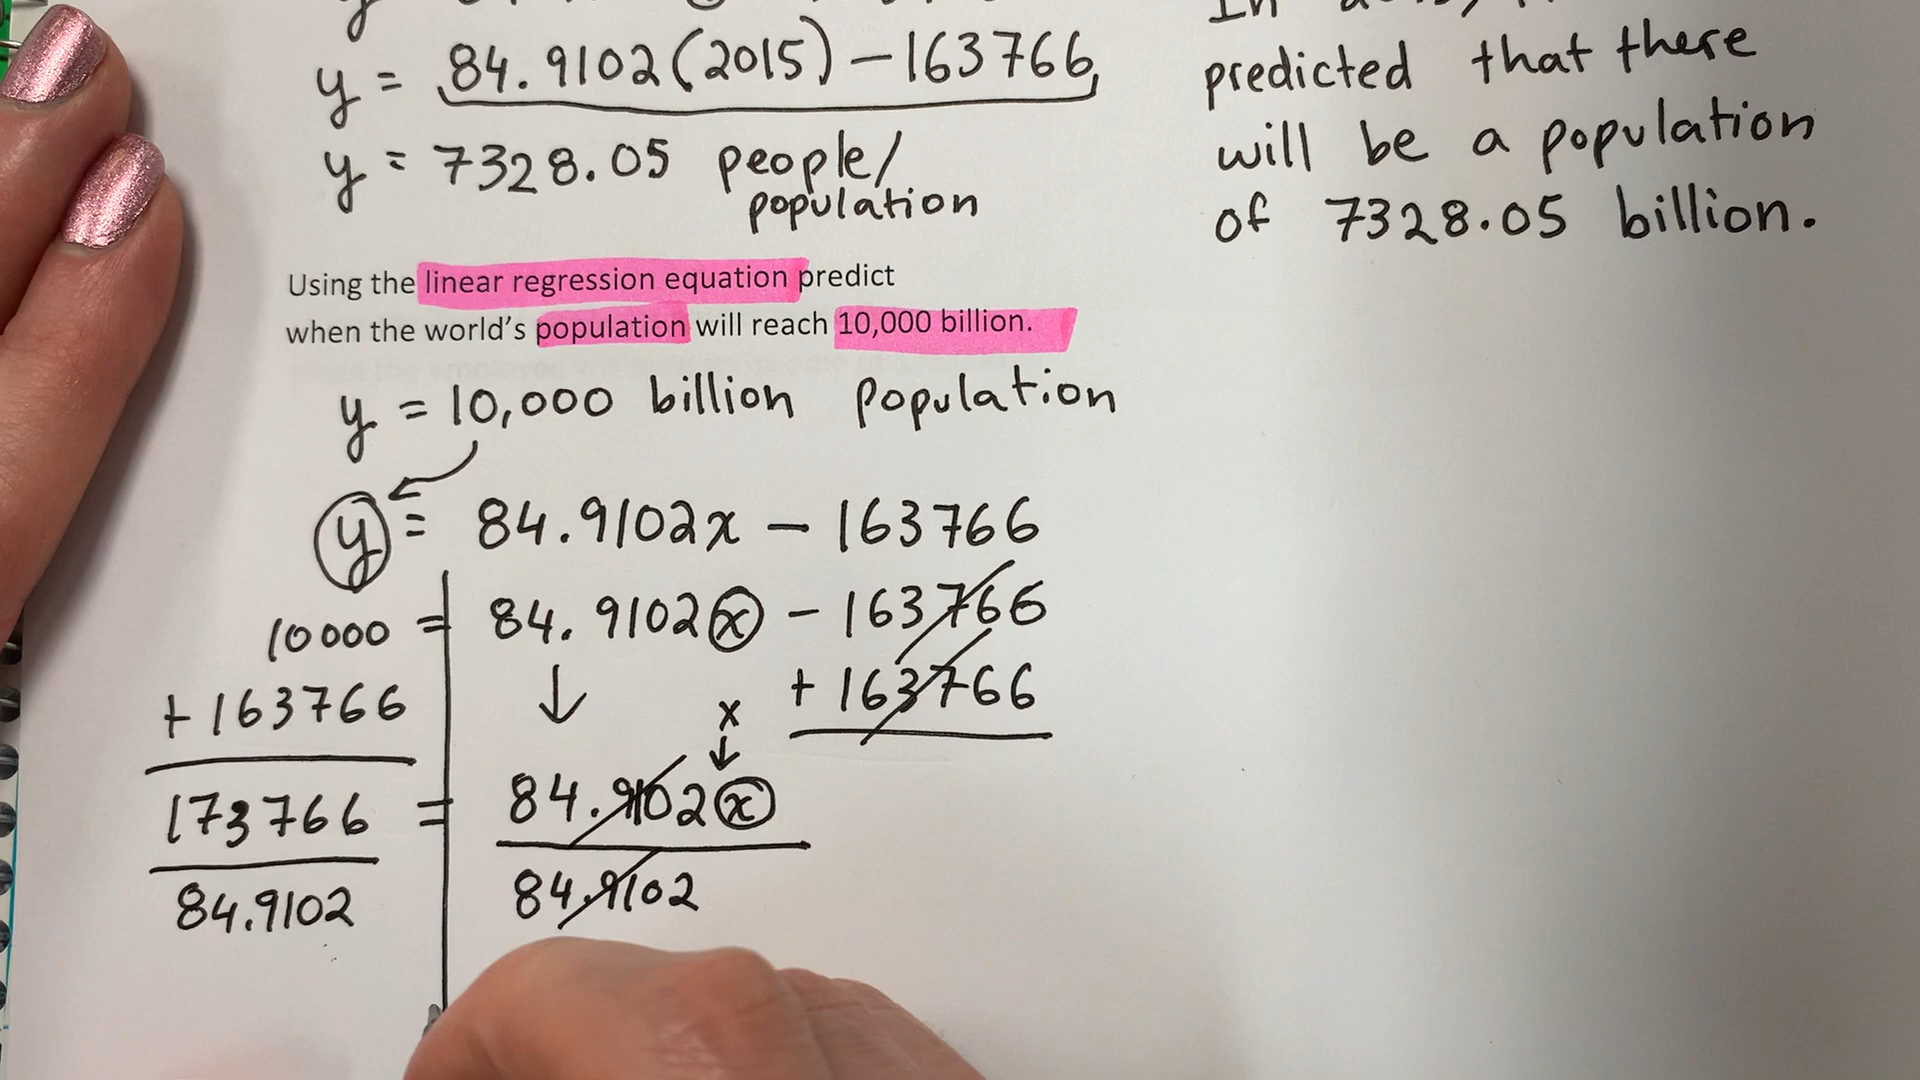 y = 84.9102(2015) - 163766
y = 7328.05 people/
population
predicted that there
will be a population
of 7328.05 billion.
Using the linear regression equation predict
when the world's population will reach 10,000 billion.
y = 10,000 billion population
y = 84.9102x - 163766
10000 = 84.9102x - 163766
+163766 ↓ + 163766
x
↓
173766 = 84.9102x
84.9102 84.9102